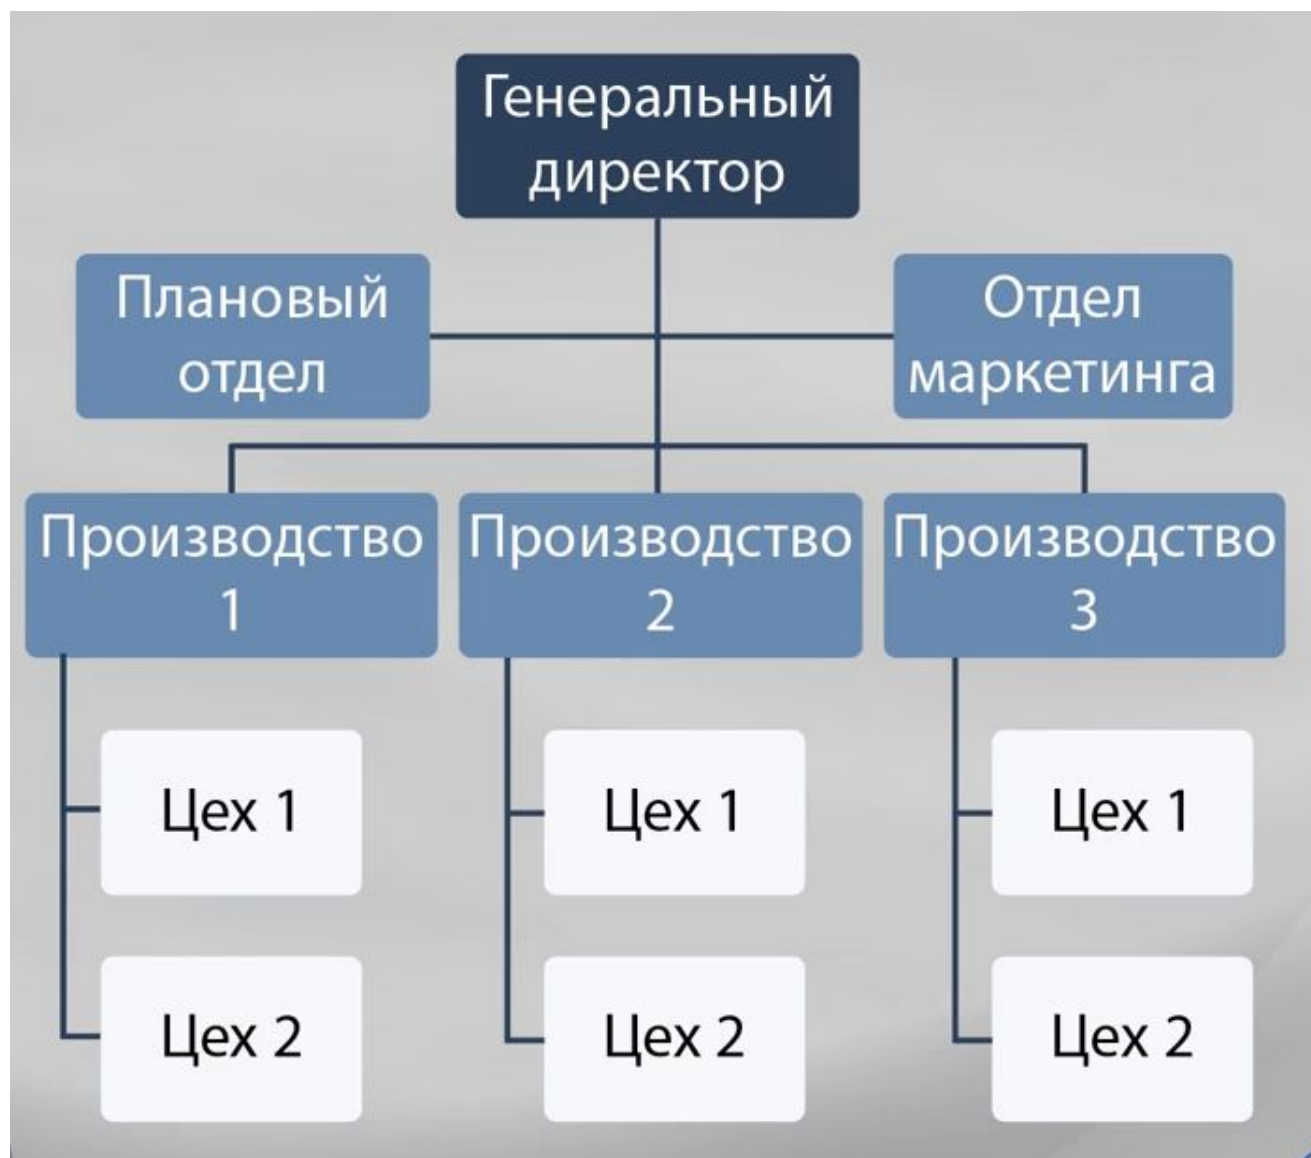 Генеральный
директор
Плановый
отдел
Отдел
маркетинга
Производство
1
Производство
2
Производство
3
Цех 1
Цех 2
Цех 1
Цех 2
Цех 1
Цех 2